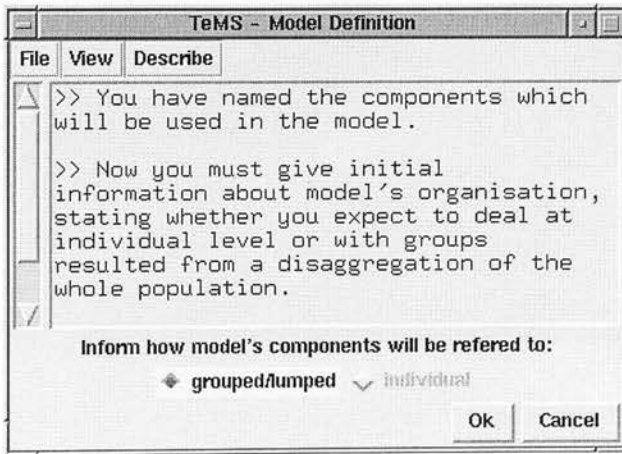 TeMS - Model Definition
File View Describe
>> You have named the components which
will be used in the model.
>> Now you must give initial
information about model's organisation,
stating whether you expect to deal at
individual level or with groups
resulted from a disaggregation of the
whole population.
Inform how model's components will be refered to:
grouped/lumped individual
Ok Cancel